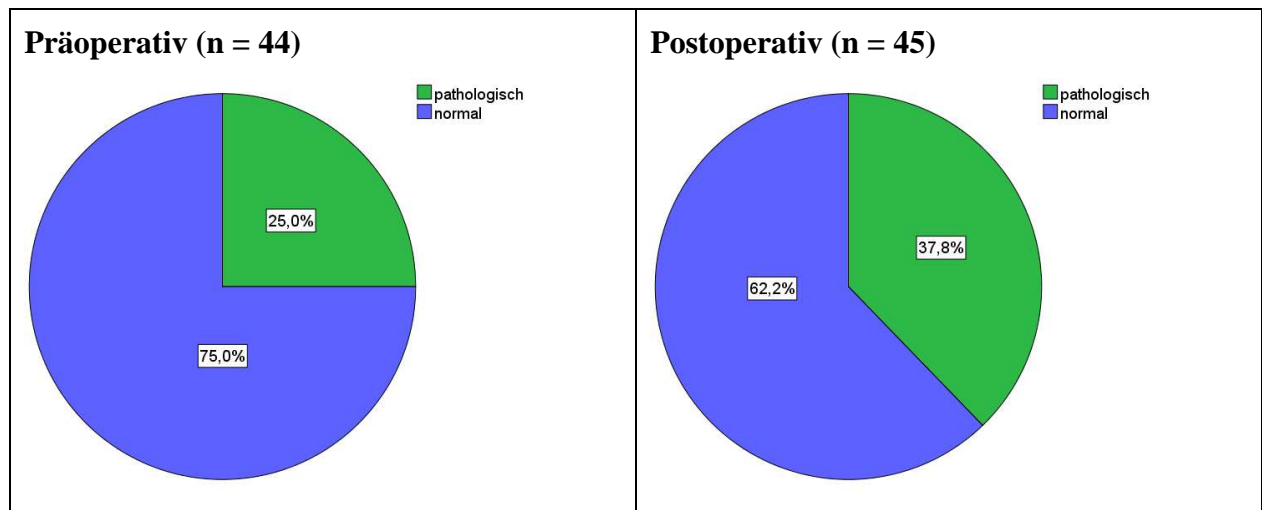 Präoperativ (n = 44)
pathologisch
normal
25,0%
75,0%
Postoperativ (n = 45)
pathologisch
normal
37,8%
62,2%